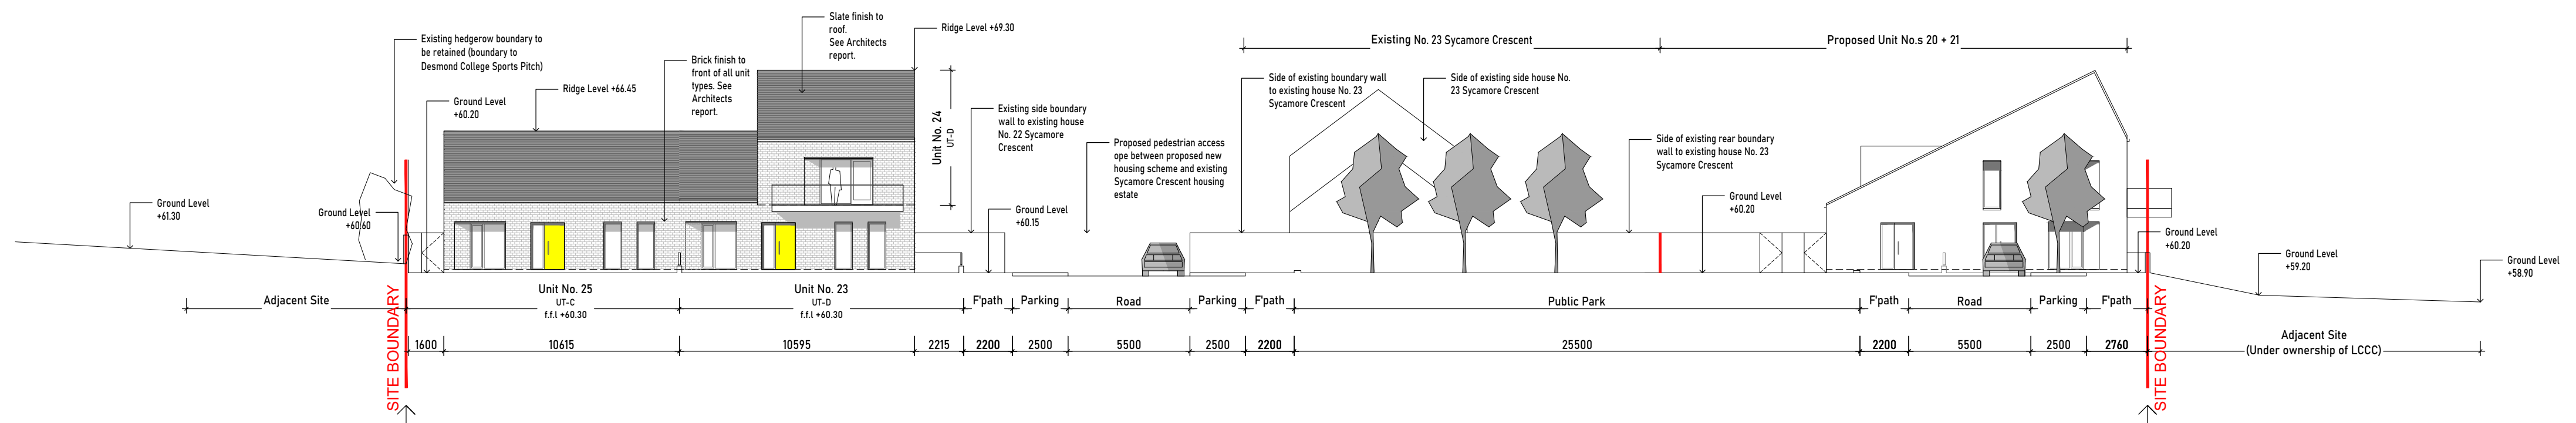 Existing hedgerow boundary to
be retained (boundary to
Desmond College Sports Pitch)
Ground Level
+60.20
Ridge Level +66.45
Brick finish to
front of all unit
types. See
Architects
report.
Slate finish to
roof.
See Architects
report.
Ridge Level +69.30
Unit No. 24
UT-D
Existing side boundary
wall to existing house
No. 22 Sycamore
Crescent
Ground Level
+60.15
Proposed pedestrian access
ope between proposed new
housing scheme and existing
Sycamore Crescent housing
estate
Existing No. 23 Sycamore Crescent
Proposed Unit No.s 20 + 21
Side of existing boundary wall
to existing house No. 23
Sycamore Crescent
Side of existing side house No.
23 Sycamore Crescent
Side of existing rear boundary
wall to existing house No. 23
Sycamore Crescent
Ground Level
+60.20
Ground Level
+60.20
Ground Level
+59.20
Ground Level
+58.90
Ground Level
+61.30
Ground Level
+60.60
Adjacent Site
SITE BOUNDARY
Unit No. 25
UT-C
f.f.l +60.30
Unit No. 23
UT-D
f.f.l +60.30
F'path
Parking
Road
Parking
F'path
Public Park
F'path
Road
Parking
F'path
SITE BOUNDARY
1600
10615
10595
2215
2200
2500
5500
2500
2200
25500
2200
5500
2500
2760
Adjacent Site
(Under ownership of LCCC)